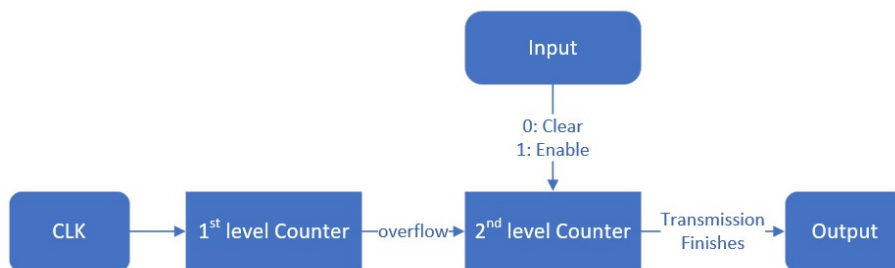 Input
0: Clear
1: Enable
CLK
1st level Counter
overflow
2nd level Counter
Transmission
Finishes
Output